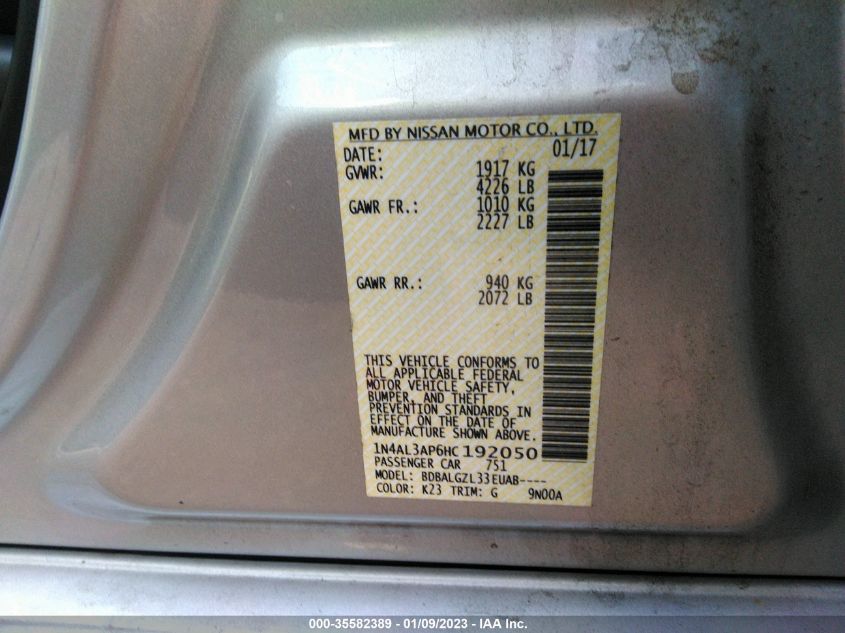 MFD BY NISSAN MOTOR CO., LTD.
DATE: 01/17
GVWR: 1917 KG
4226 LB
GAWR FR.: 1010 KG
2227 LB
GAWR RR.: 940 KG
2072 LB
THIS VEHICLE CONFORMS TO
ALL APPLICABLE FEDERAL
MOTOR VEHICLE SAFETY,
BUMPER, AND THEFT
PREVENTION STANDARDS IN
EFFECT ON THE DATE OF
MANUFACTURE SHOWN ABOVE.
1N4AL3AP6HC192050
PASSENGER CAR 751
MODEL: BDBALGZL33EUAB----
COLOR: K23 TRIM: G 9N00A
000-35582389 | 01/09/2023 - IAA Inc.